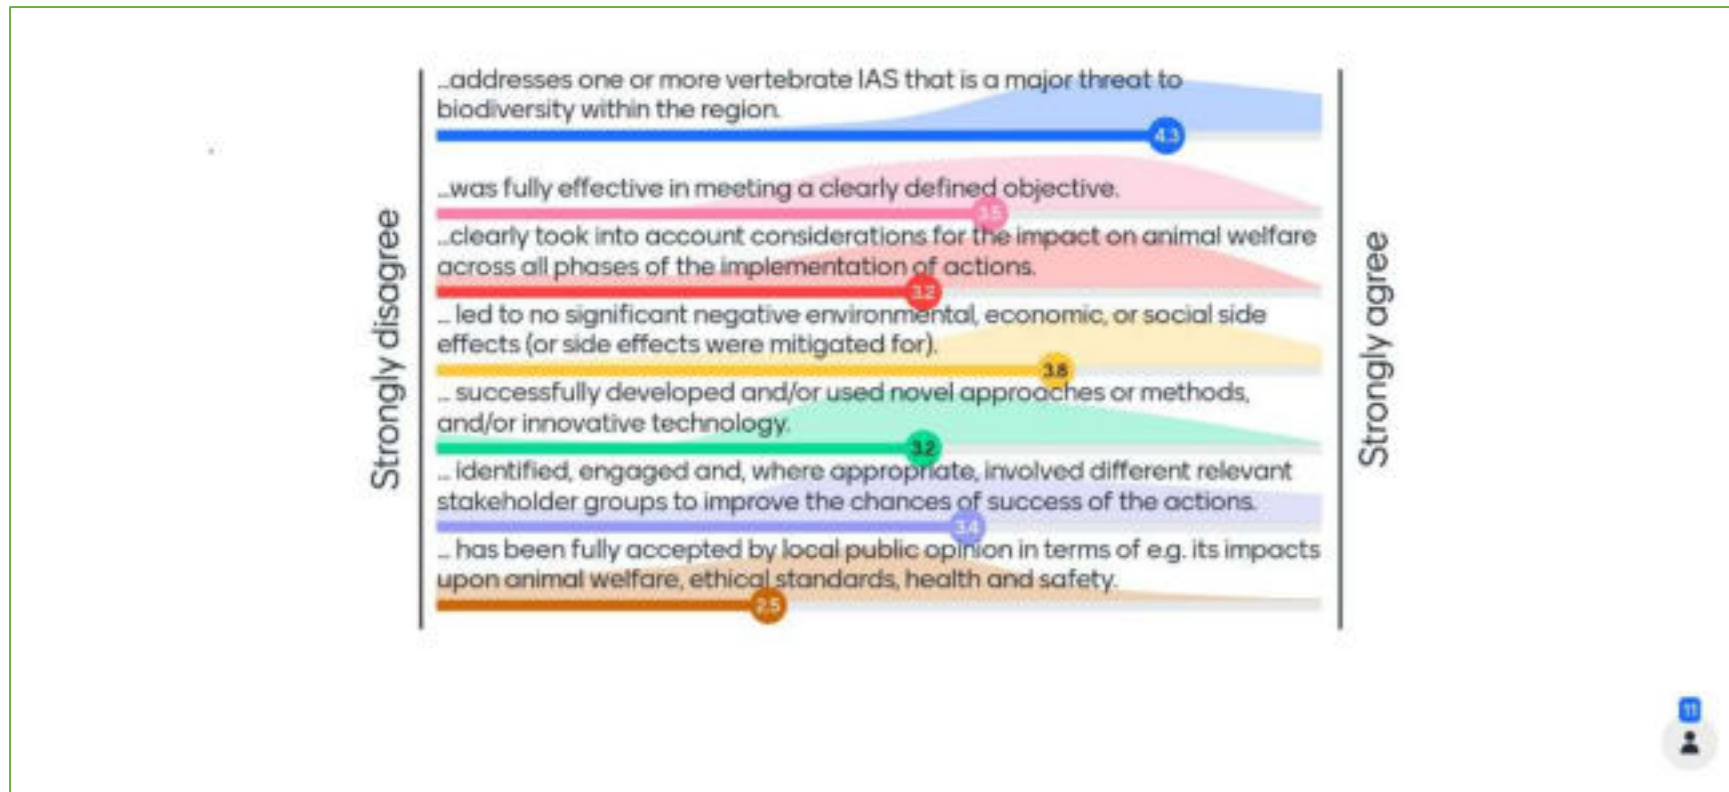 Strongly disagree
...addresses one or more vertebrate IAS that is a major threat to
biodiversity within the region.
4.3
...was fully effective in meeting a clearly defined objective.
3.5
...clearly took into account considerations for the impact on animal welfare
across all phases of the implementation of actions.
3.2
... led to no significant negative environmental, economic, or social side
effects (or side effects were mitigated for).
3.8
... successfully developed and/or used novel approaches or methods,
and/or innovative technology.
3.2
... identified, engaged and, where appropriate, involved different relevant
stakeholder groups to improve the chances of success of the actions.
3.4
... has been fully accepted by local public opinion in terms of e.g. its impacts
upon animal welfare, ethical standards, health and safety.
2.5
Strongly agree
11